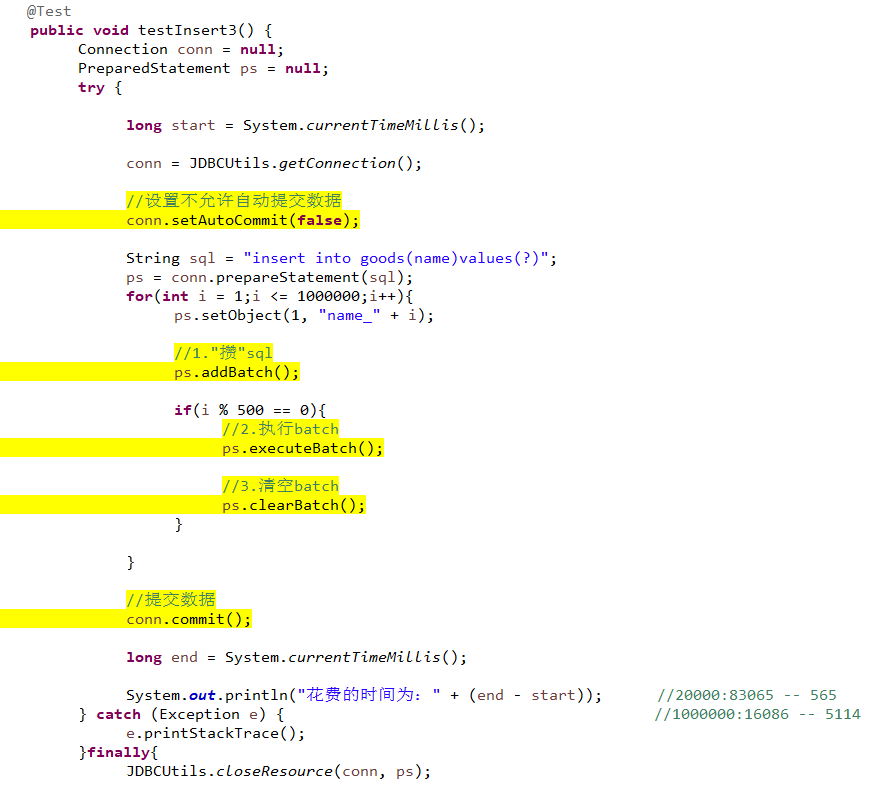 @Test
public void testInsert3() {
Connection conn = null;
PreparedStatement ps = null;
try {
long start = System.currentTimeMillis();
conn = JDBCUtils.getConnection();
//设置不允许自动提交数据
conn.setAutoCommit(false);
String sql = "insert into goods(name)values(?)";
ps = conn.prepareStatement(sql);
for(int i = 1;i <= 1000000;i++){
ps.setObject(1, "name_" + i);
//1."攒"sql
ps.addBatch();
if(i % 500 == 0){
//2.执行batch
ps.executeBatch();
//3.清空batch
ps.clearBatch();
}
}
//提交数据
conn.commit();
long end = System.currentTimeMillis();
System.out.println("花费的时间为：" + (end - start)); //20000:83065 -- 565
} catch (Exception e) { //1000000:16086 -- 5114
e.printStackTrace();
}finally{
JDBCUtils.closeResource(conn, ps);